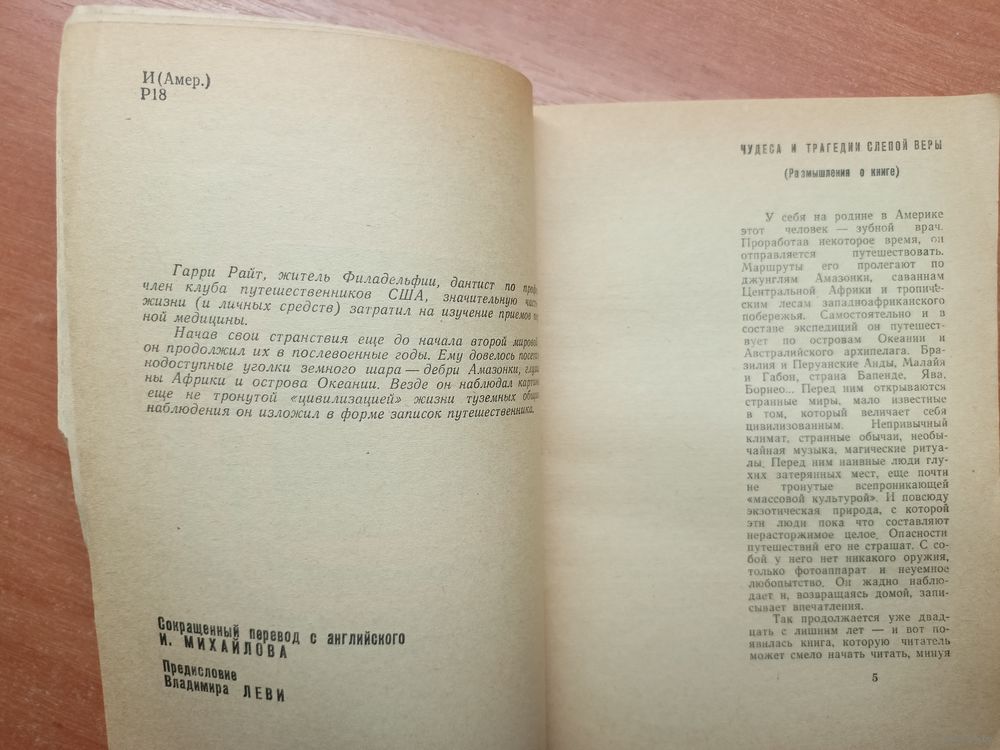 И(Амер.)
Р18
Гарри Райт, житель Филадельфии, дантист по
член клуба путешественников США, значительную
жизни (и личных средств) затратил на изучение приемов
ной медицины.
Начав свои странствия еще до начала второй мировой
он продолжил их в послевоенные годы. Ему довелось
нодоступные уголки земного шара — дебри Амазонки,
ны Африки и острова Океании. Везде он наблюдал
еще не тронутой «цивилизацией» жизни туземных
наблюдения он изложил в форме записок путешественника.
Сокращенный перевод с английского
И. МИХАЙЛОВА
Предисловие
Владимира ЛЕВИ
ЧУДЕСА И ТРАГЕДИИ СЛЕПОЙ ВЕРЫ
(Размышления о книге)
У себя на родине в Америке
этот человек — зубной врач.
Проработав некоторое время, он
отправляется путешествовать.
Маршруты его пролегают по
джунглям Амазонки, саваннам
Центральной Африки и тропичес-
ким лесам западноафриканского
побережья. Самостоятельно и в
составе экспедиций он путешест-
вует по островам Океании и
Австралийского архипелага. Бра-
зилия и Перуанские Анды, Малайя
и Габон, страна Бапенде, Ява,
Борнео... Перед ним открываются
странные миры, мало известные
в том, который величает себя
цивилизованным. Непривычный
климат, странные обычаи, необы-
чайная музыка, магические ритуа-
лы. Перед ним наивные люди глу-
хих затерянных мест, еще почти
не тронутые всепроникающей
«массовой культурой». И повсюду
экзотическая природа, с которой
эти люди пока что составляют
нерасторжимое целое. Опасности
путешествий его не страшат. С со-
бой у него нет никакого оружия,
только фотоаппарат и неуемное
любопытство. Он жадно наблю-
дает и, возвращаясь домой, запи-
сывает впечатления.
Так продолжается уже двад-
цать с лишним лет — и вот по-
явилась книга, которую читатель
может смело начать читать, минуя
5